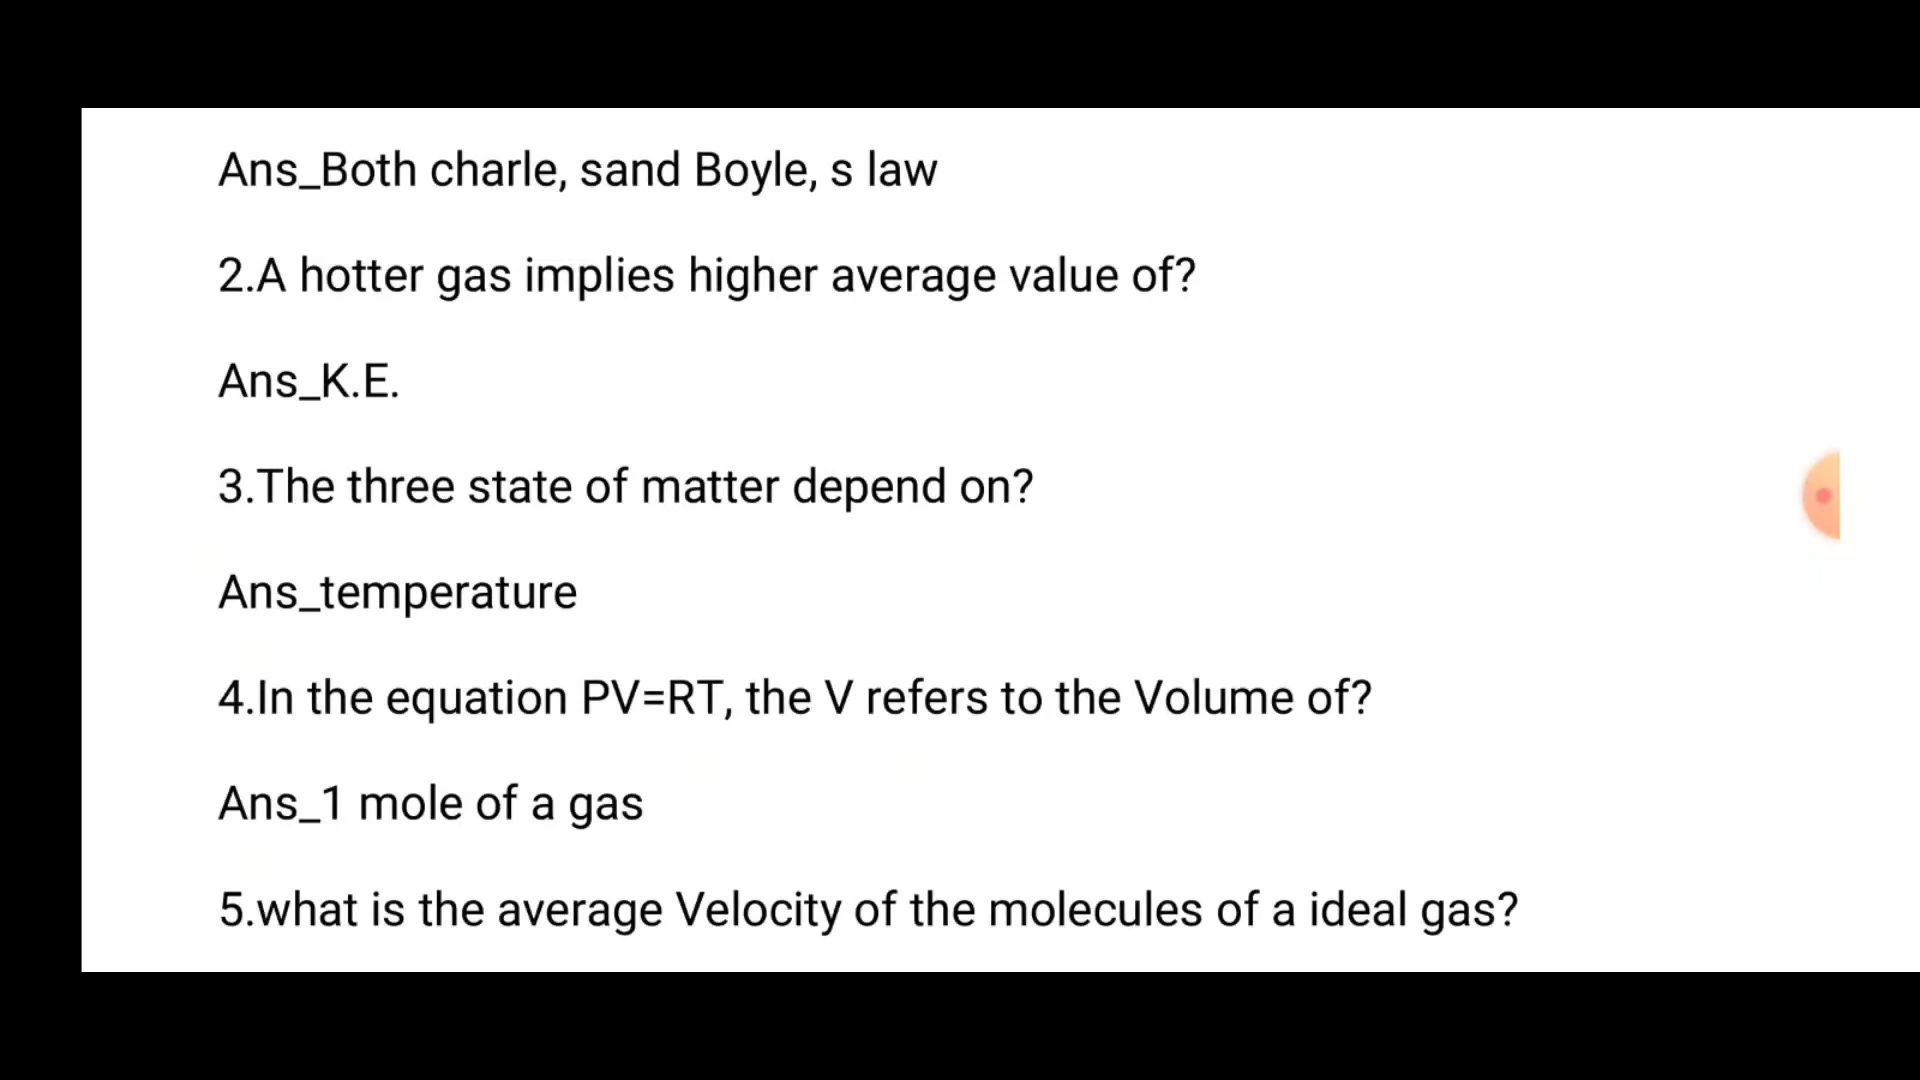 Ans_Both charle, sand Boyle, s law
2.A hotter gas implies higher average value of?
Ans_K.E.
3.The three state of matter depend on?
Ans_temperature
4.In the equation PV=RT, the V refers to the Volume of?
Ans_1 mole of a gas
5.what is the average Velocity of the molecules of a ideal gas?